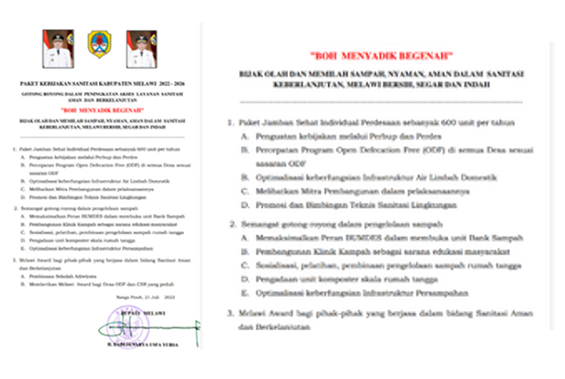 PAKET KEBIJAKAN SANITASI KABUPATEN MELAWI 2022 - 2026
GOTONG ROYONG DALAM PENINGKATAN AKSES LAYANAN SANITASI
AMAN DAN BERKELANJUTAN
"BOH MENYADIK BEGENAH"
BIJAK OLAH DAN MEMILAH SAMPAH, NYAMAN, AMAN DALAM SANITASI
KEBERLANJUTAN, MELAWI BERSIH, SEGAR DAN INDAH
1. Paket Jamban Sehat Individual Perdesaan sebanyak 600 unit per tahun
A. Penguatan kebijakan melalui Perbup dan Perdes
B. Percepatan Program Open Defecation Free (ODF) di semua Desa sesuai
sasaran ODF
B. Optimalisasi keberfungsian Infrastruktur Air Limbah Domestik
C. Melibatkan Mitra Pembangunan dalam pelaksanaannya
D. Promosi dan Bimbingan Teknis Sanitasi Lingkungan
2. Semangat gotong royong dalam pengelolaan sampah
A. Memaksimalkan Peran BUMDES dalam membuka unit Bank Sampah
B. Pembangunan Klinik Kampah sebagai sarana edukasi masyarakat
C. Sosialisasi, pelatihan, pembinaan pengelolaan sampah rumah tangga
D. Pengadaan unit komposter skala rumah tangga
E. Optimalisasi keberfungsian Infrastruktur Persampahan
3. Melawi Award bagi pihak-pihak yang berjasa dalam bidang Sanitasi Aman
dan Berkelanjutan
A. Pembinaan Sekolah Adiwiyata
B. Memberikan Melawi Award bagi Desa ODF dan CSR yang peduli
Nanga Pinoh, 21 Juli 2022
BUPATI MELAWI
H. DADI SUNARYA USFA YURSA
"BOH MENYADIK BEGENAH"
BIJAK OLAH DAN MEMILAH SAMPAH, NYAMAN, AMAN DALAM SANITASI
KEBERLANJUTAN, MELAWI BERSIH, SEGAR DAN INDAH
1. Paket Jamban Sehat Individual Perdesaan sebanyak 600 unit per tahun
A. Penguatan kebijakan melalui Perbup dan Perdes
B. Percepatan Program Open Defecation Free (ODF) di semua Desa sesuai
sasaran ODF
B. Optimalisasi keberfungsian Infrastruktur Air Limbah Domestik
C. Melibatkan Mitra Pembangunan dalam pelaksanaannya
D. Promosi dan Bimbingan Teknis Sanitasi Lingkungan
2. Semangat gotong-royong dalam pengelolaan sampah
A. Memaksimalkan Peran BUMDES dalam membuka unit Bank Sampah
B. Pembangunan Klinik Kampah sebagai sarana edukasi masyarakat
C. Sosialisasi, pelatihan, pembinaan pengelolaan sampah rumah tangga
D. Pengadaan unit komposter skala rumah tangga
E. Optimalisasi keberfungsian Infrastruktur Persampahan
3. Melawi Award bagi pihak-pihak yang berjasa dalam bidang Sanitasi Aman
dan Berkelanjutan